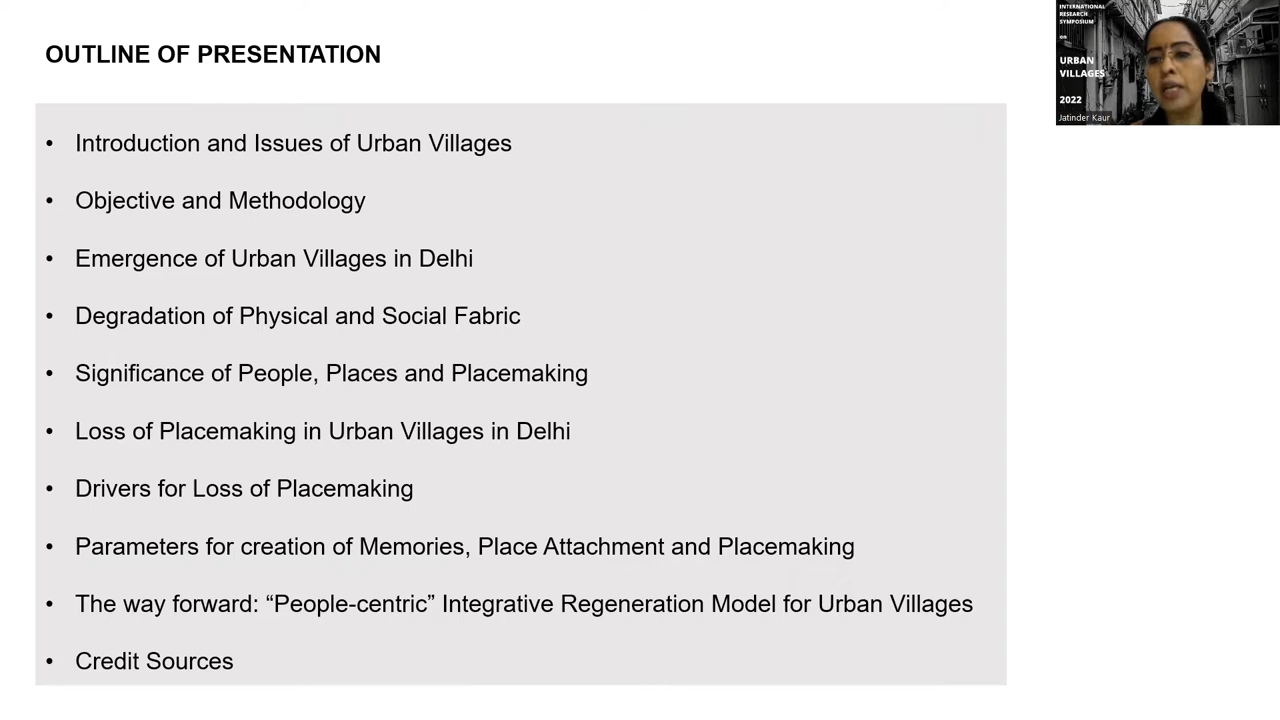 OUTLINE OF PRESENTATION
• Introduction and Issues of Urban Villages
• Objective and Methodology
• Emergence of Urban Villages in Delhi
• Degradation of Physical and Social Fabric
• Significance of People, Places and Placemaking
• Loss of Placemaking in Urban Villages in Delhi
• Drivers for Loss of Placemaking
• Parameters for creation of Memories, Place Attachment and Placemaking
• The way forward: “People-centric” Integrative Regeneration Model for Urban Villages
• Credit Sources
INTERNATIONAL
RESEARCH
SYMPOSIUM
on
URBAN
VILLAGES
2022
Jatinder Kaur